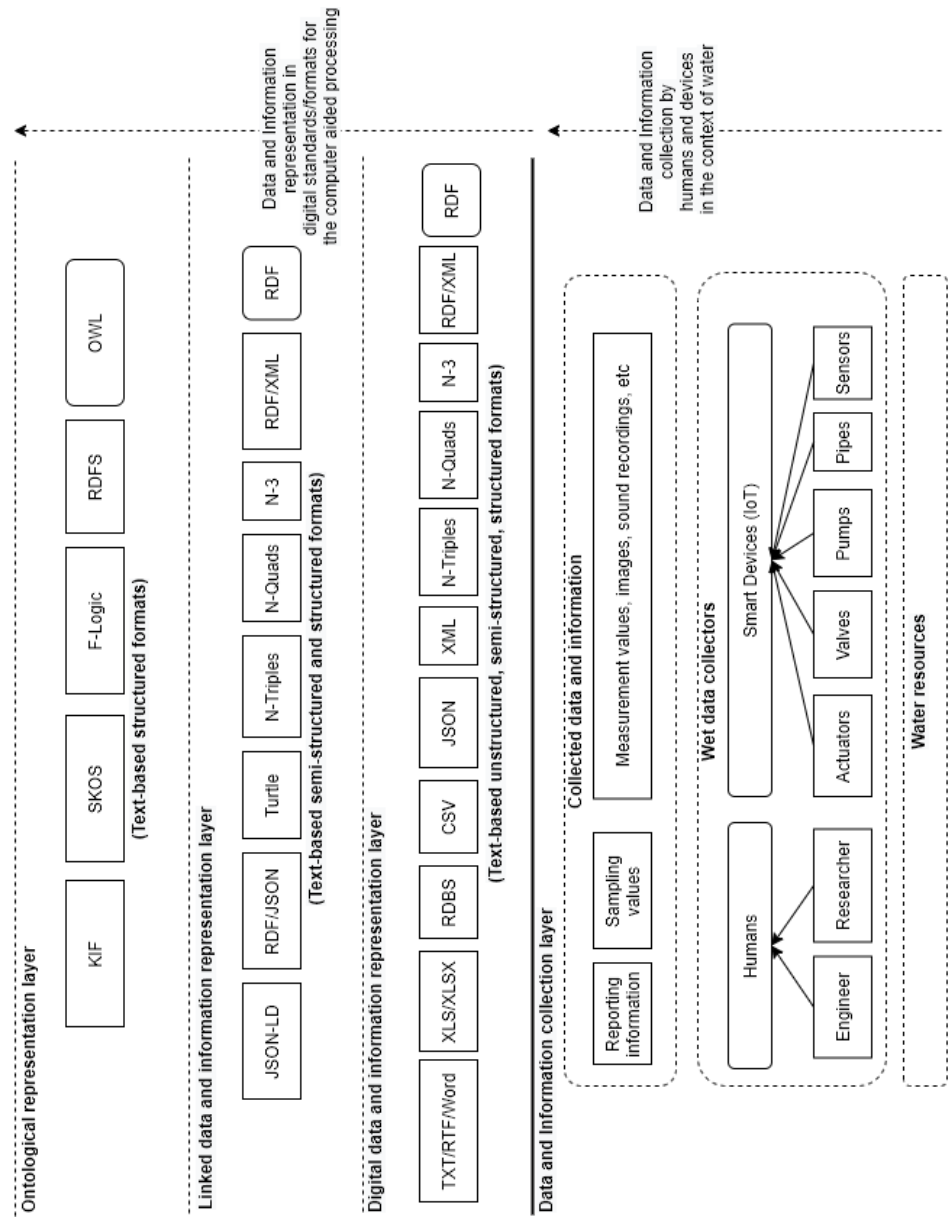 Ontological representation layer
KIF
SKOS
F-Logic
RDFS
OWL
(Text-based structured formats)
Linked data and information representation layer
JSON-LD
RDF/JSON
Turtle
N-Triples
N-Quads
N-3
RDF/XML
RDF
(Text-based semi-structured and structured formats)
Data and Information
representation in
digital standards/formats for
the computer aided processing
Digital data and information representation layer
TXT/RTF/Word
XLS/XLSX
RDBS
CSV
JSON
XML
N-Triples
N-Quads
N-3
RDF/XML
RDF
(Text-based unstructured, semi-structured, structured formats)
Data and Information collection layer
Collected data and information
Reporting
information
Sampling
values
Measurement values, images, sound recordings, etc
Data and Information
collection by
humans and devices
in the context of water
Wet data collectors
Humans
Smart Devices (IoT)
Engineer
Researcher
Actuators
Valves
Pumps
Pipes
Sensors
Water resources